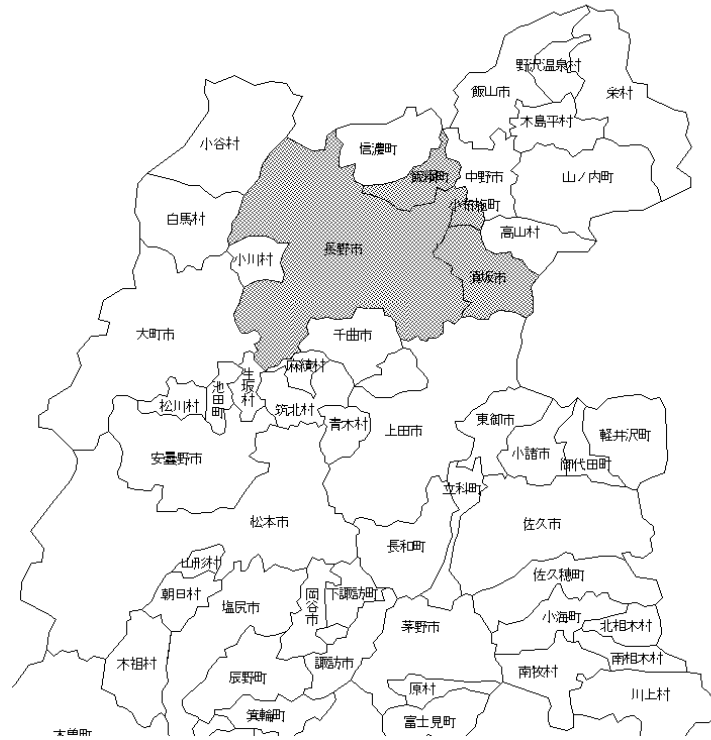 野沢温泉村
飯山市
栄村
木島平村
小谷村
信濃町
飯綱町
中野市
山ノ内町
白馬村
小布施町
高山村
小川村
長野市
大町市
千曲市
麻績村
生坂村
池田町
松川村
筑北村
青木村
上田市
東御市
軽井沢町
小諸市
御代田町
安曇野市
立科町
松本市
佐久市
長和町
山形村
朝日村
塩尻市
岡谷市
下諏訪町
佐久穂町
茅野市
小海町
北相木村
木祖村
諏訪市
南相木村
辰野町
南牧村
原村
川上村
箕輪町
富士見町
木曽町